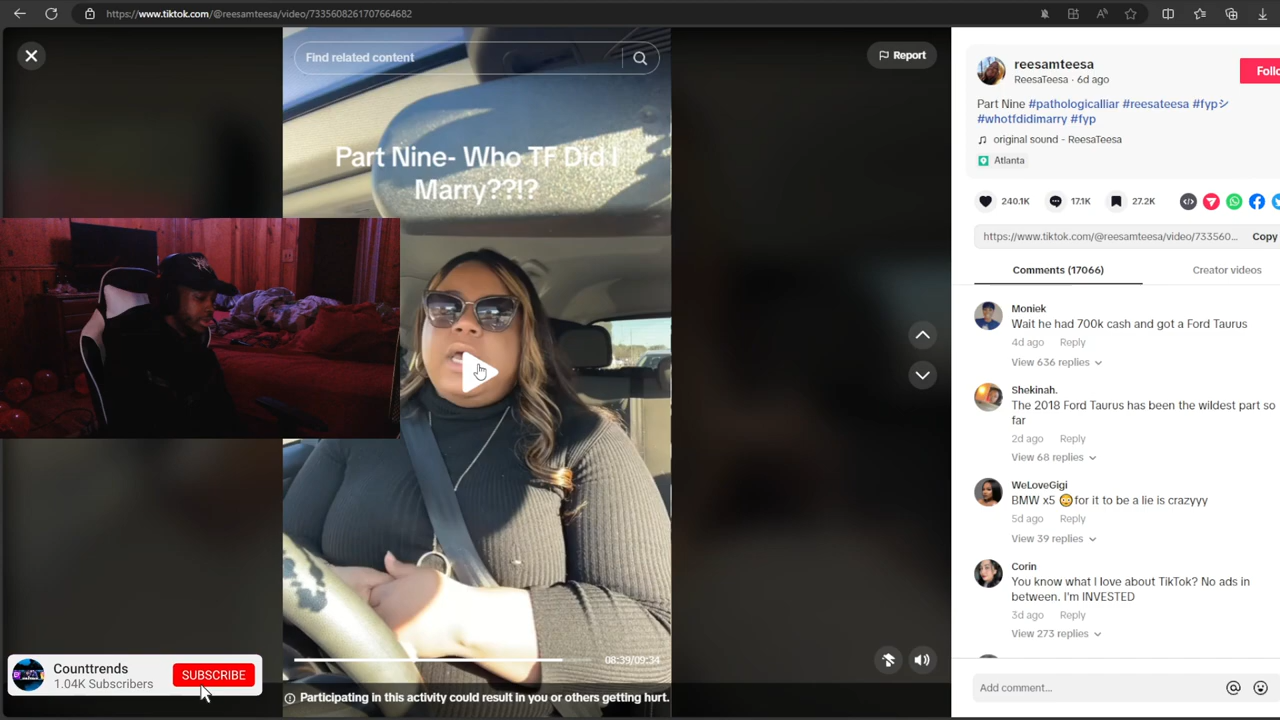 https://www.tiktok.com/@reesamteesa/video/7335608261707664682
Find related content
Report
Part Nine- Who TF Did I
Marry??!?
08:39/09:34
Participating in this activity could result in you or others getting hurt.
Counttrends
1.04K Subscribers
SUBSCRIBE
reesamteesa
ReesaTeesa · 6d ago
Follo
Part Nine #pathologicalliar #reesateesa #fypシ
#whotfdidimarry #fyp
original sound - ReesaTeesa
Atlanta
240.1K
17.1K
27.2K
https://www.tiktok.com/@reesamteesa/video/733560...
Copy
Comments (17066)
Creator videos
Moniek
Wait he had 700k cash and got a Ford Taurus
4d ago Reply
View 636 replies
Shekinah.
The 2018 Ford Taurus has been the wildest part so
far
2d ago Reply
View 68 replies
WeLoveGigi
BMW x5 😳for it to be a lie is crazyyy
5d ago Reply
View 39 replies
Corin
You know what I love about TikTok? No ads in
between. I'm INVESTED
3d ago Reply
View 273 replies
Add comment...